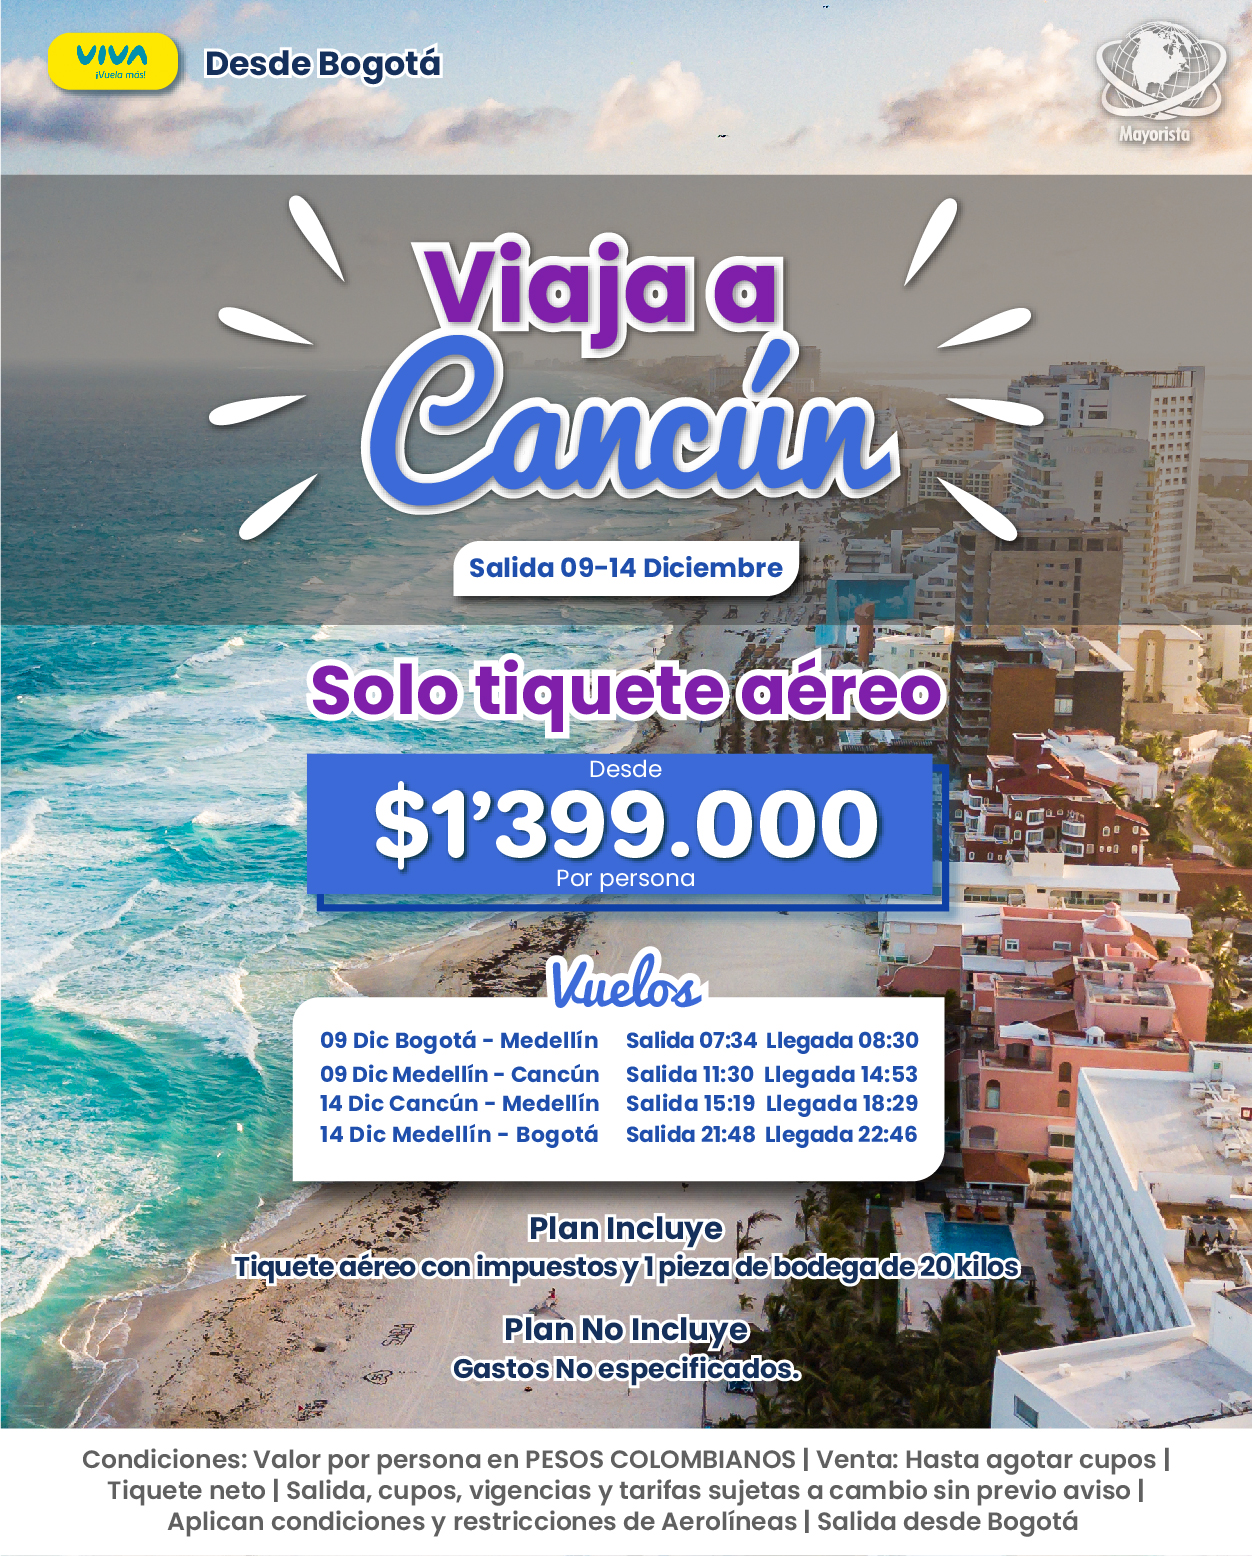 VIVA
¡Vuela más!
Desde Bogotá
Mayorista
Viaja a
Cancún
Salida 09-14 Diciembre
Solo tiquete aéreo
Desde
$1’399.000
Por persona
Vuelos
09 Dic Bogotá - Medellín Salida 07:34 Llegada 08:30
09 Dic Medellín - Cancún Salida 11:30 Llegada 14:53
14 Dic Cancún - Medellín Salida 15:19 Llegada 18:29
14 Dic Medellín - Bogotá Salida 21:48 Llegada 22:46
Plan Incluye
Tiquete aéreo con impuestos y 1 pieza de bodega de 20 kilos
Plan No Incluye
Gastos No especificados.
Condiciones: Valor por persona en PESOS COLOMBIANOS | Venta: Hasta agotar cupos |
Tiquete neto | Salida, cupos, vigencias y tarifas sujetas a cambio sin previo aviso |
Aplican condiciones y restricciones de Aerolíneas | Salida desde Bogotá